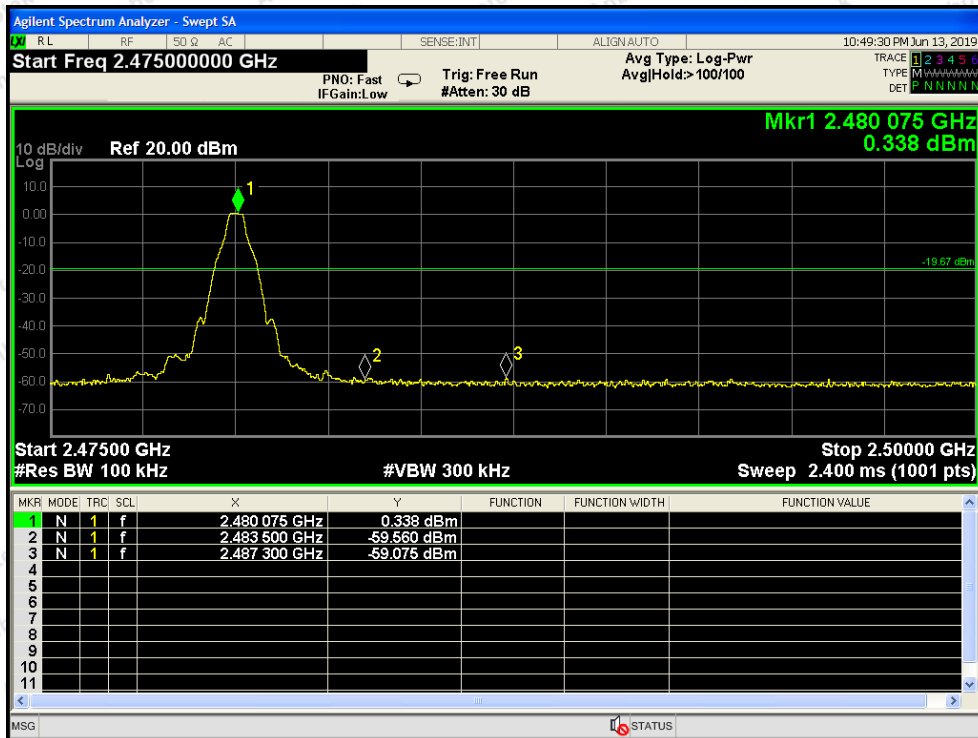 Agilent Spectrum Analyzer - Swept SA
LXI RL RF 50 Ω AC SENSE:INT ALIGNAUTO 10:49:30 PM Jun 13, 2019
Start Freq 2.475000000 GHz
PNO: Fast
IFGain:Low
Trig: Free Run
#Atten: 30 dB
Avg Type: Log-Pwr
Avg|Hold:>100/100
TRACE 1 2 3 4 5 6
TYPE M
DET P N N N N N
Mkr1 2.480 075 GHz
0.338 dBm
10 dB/div Ref 20.00 dBm
Log
10.0
0.00
-10.0
-20.0
-30.0
-40.0
-50.0
-60.0
-70.0
1
2
3
-19.67 dBm
Start 2.47500 GHz Stop 2.50000 GHz
#Res BW 100 kHz #VBW 300 kHz Sweep 2.400 ms (1001 pts)
MKR MODE TRC SCL X Y FUNCTION FUNCTION WIDTH FUNCTION VALUE
1 N 1 f 2.480 075 GHz 0.338 dBm
2 N 1 f 2.483 500 GHz -59.560 dBm
3 N 1 f 2.487 300 GHz -59.075 dBm
4
5
6
7
8
9
10
11
MSG STATUS